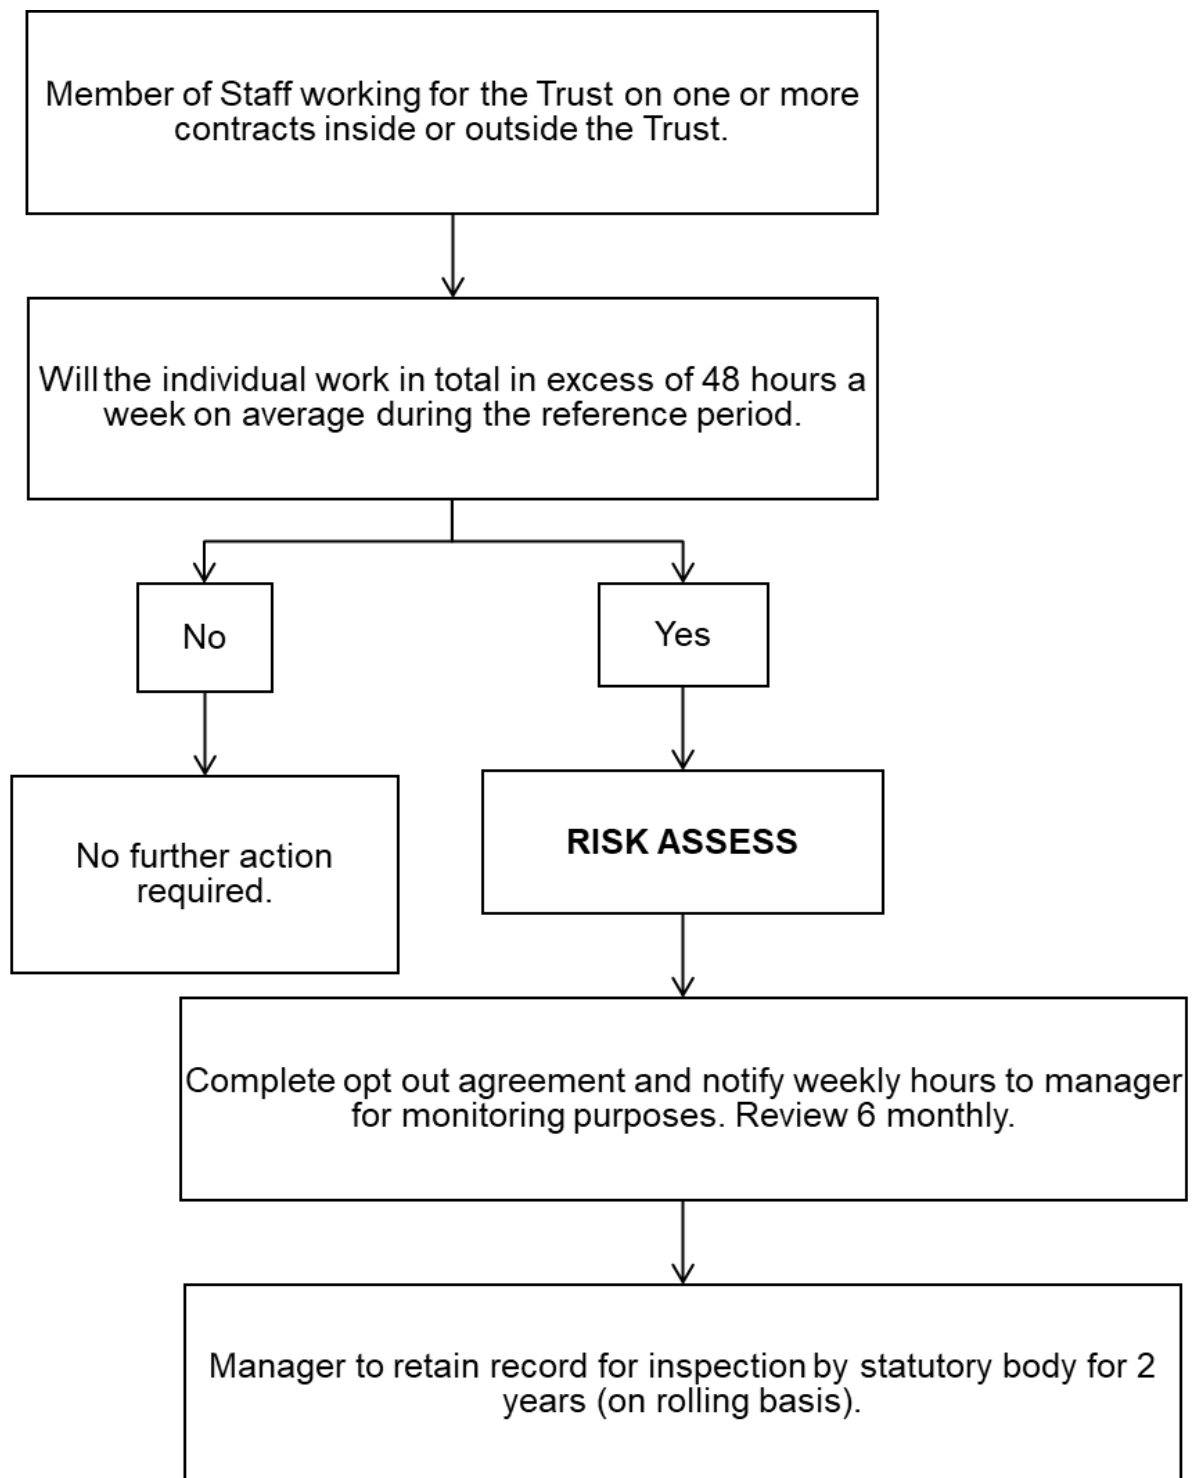 Member of Staff working for the Trust on one or more
contracts inside or outside the Trust.
Will the individual work in total in excess of 48 hours a
week on average during the reference period.
No
Yes
No further action
required.
RISK ASSESS
Complete opt out agreement and notify weekly hours to manager
for monitoring purposes. Review 6 monthly.
Manager to retain record for inspection by statutory body for 2
years (on rolling basis).